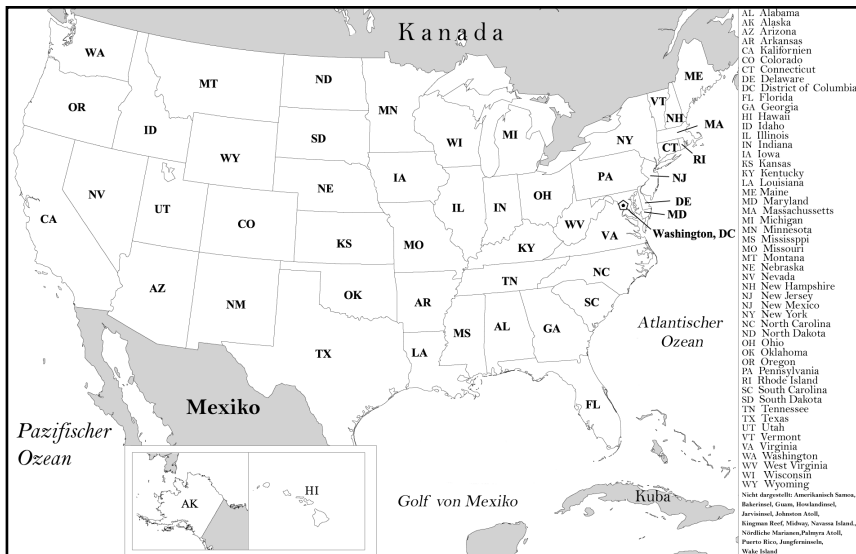 Kanada
WA
MT
ND
MN
ME
VT
NH
MA
OR
ID
SD
WI
MI
NY
WY
CT
RI
IA
PA
NJ
NE
NV
OH
DE
MD
UT
IL
IN
CA
CO
Washington, DC
WV
VA
KS
MO
KY
NC
TN
AZ
OK
NM
AR
SC
Atlantischer
Ozean
MS
AL
GA
TX
LA
Mexiko
FL
Pazifischer
Ozean
AK
HI
Golf von Mexiko
Kuba
AL Alabama
AK Alaska
AZ Arizona
AR Arkansas
CA Kalifornien
CO Colorado
CT Connecticut
DE Delaware
DC District of Columbia
FL Florida
GA Georgia
HI Hawaii
ID Idaho
IL Illinois
IN Indiana
IA Iowa
KS Kansas
KY Kentucky
LA Louisiana
ME Maine
MD Maryland
MA Massachussetts
MI Michigan
MN Minnesota
MS Mississppi
MO Missouri
MT Montana
NE Nebraska
NV Nevada
NH New Hampshire
NJ New Jersey
NM New Mexico
NY New York
NC North Carolina
ND North Dakota
OH Ohio
OK Oklahoma
OR Oregon
PA Pennsylvania
RI Rhode Island
SC South Carolina
SD South Dakota
TN Tennessee
TX Texas
UT Utah
VT Vermont
VA Virginia
WA Washington
WV West Virginia
WI Wisconsin
WY Wyoming
Nicht dargestellt: Amerikanisch Samoa,
Bakerinsel, Guam, Howlandinsel,
Jarvisinsel, Johnston Atoll,
Kingman Reef, Midway, Navassa Island.,
Nördliche Marianen,Palmyra Atoll,
Puerto Rico, Jungferninseln,
Wake Island